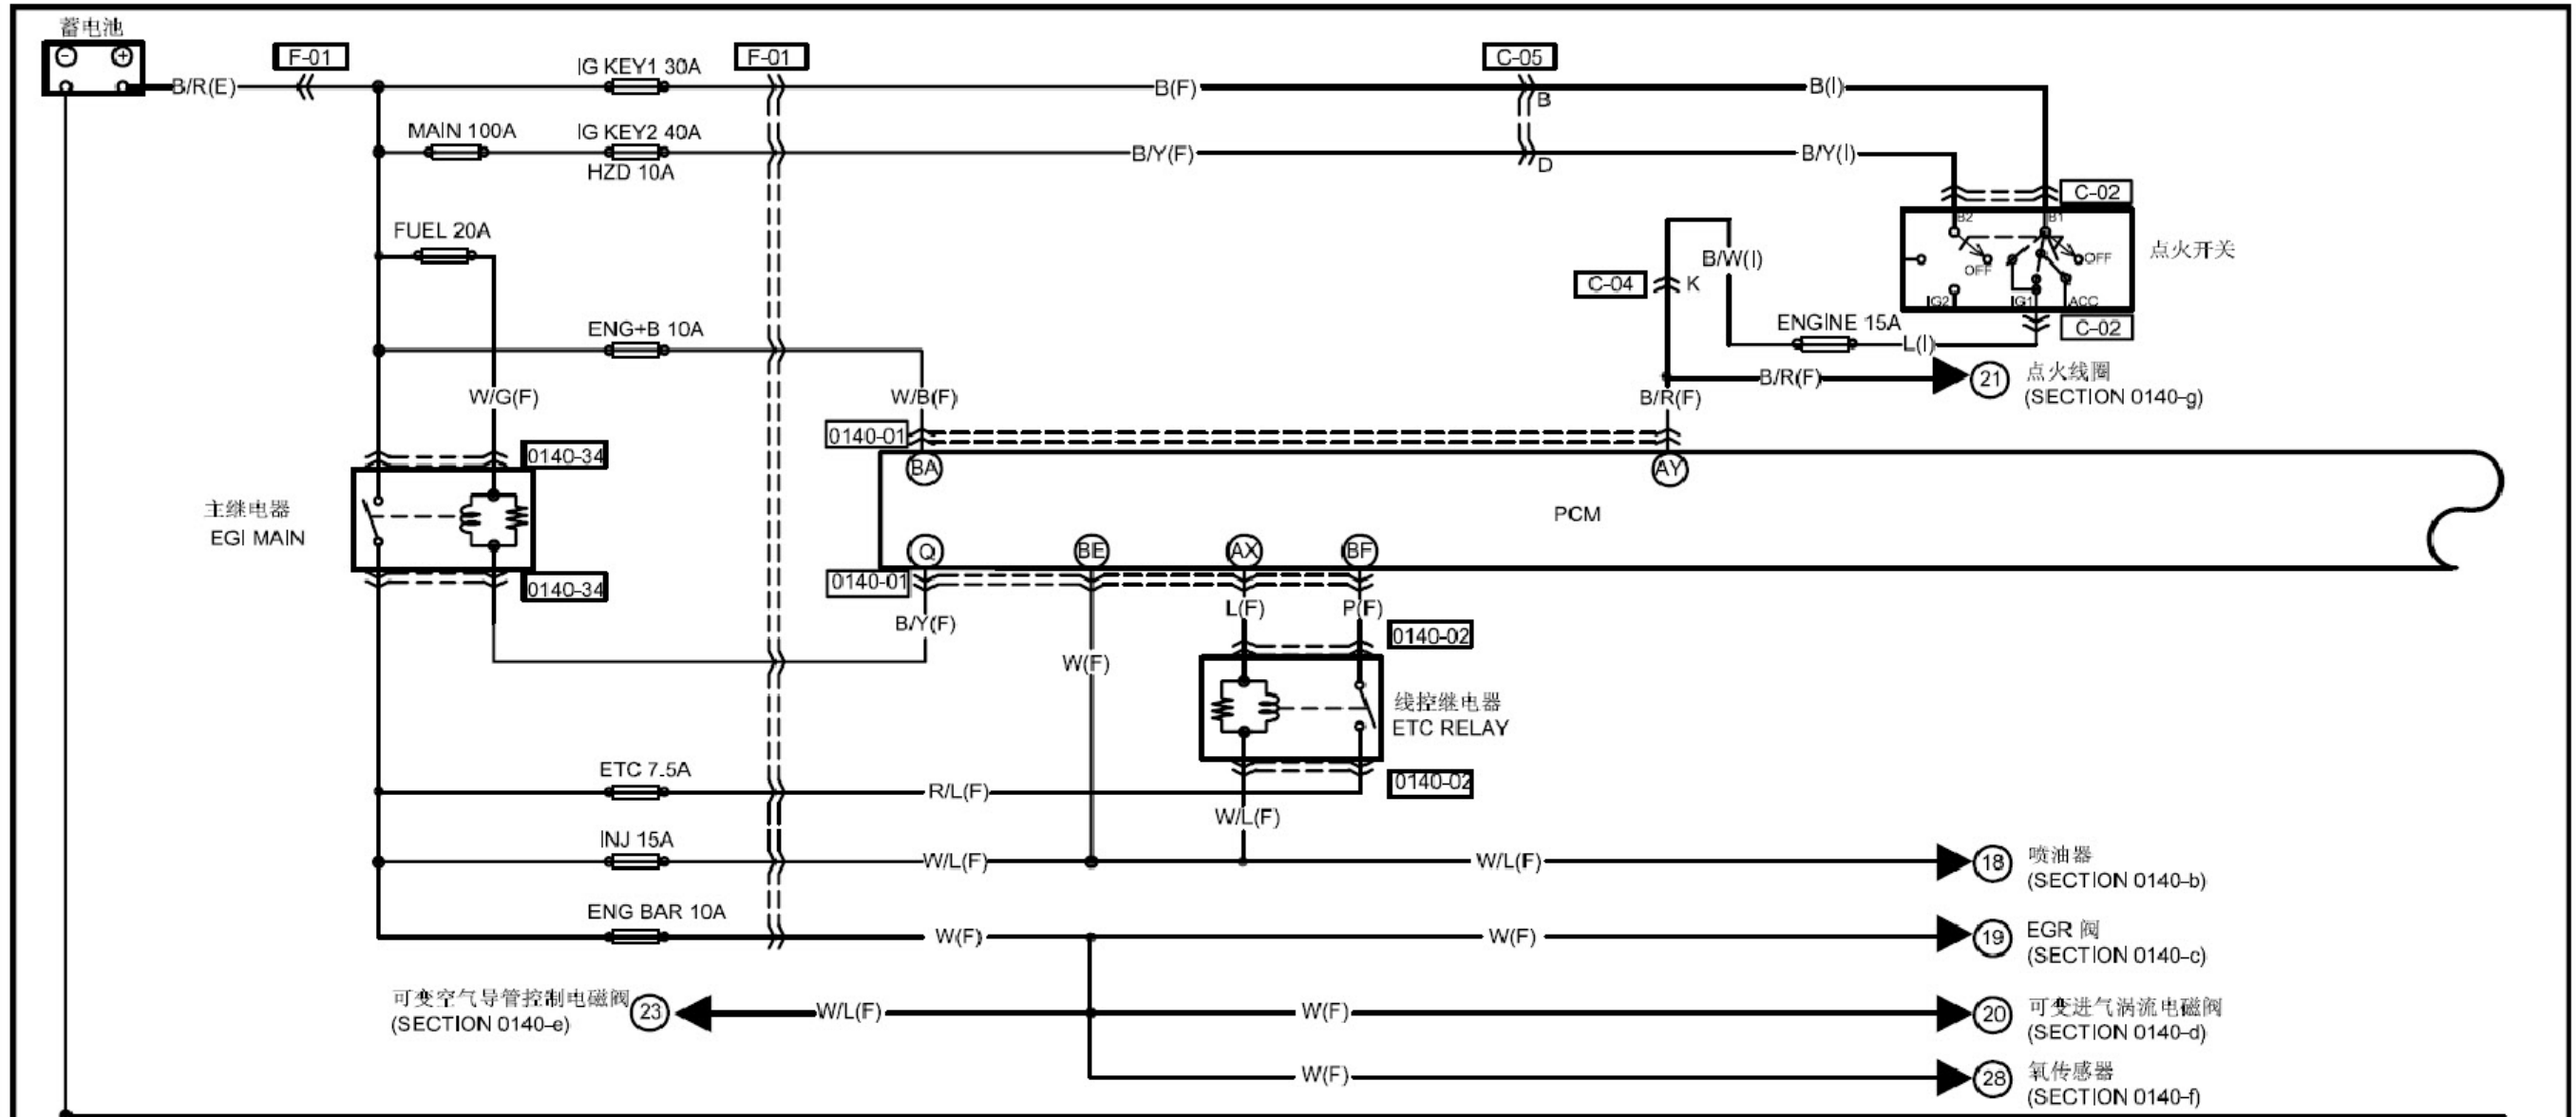 蓄电池
F-01
F-01
C-05
B/R(E)
IG KEY1 30A
B(F)
B
B(I)
MAIN 100A
IG KEY2 40A
HZD 10A
B/Y(F)
D
B/Y(I)
C-02
B2
B1
OFF
OFF
IG2
IG1
ACC
点火开关
C-02
FUEL 20A
B/W(I)
C-04
K
ENGINE 15A
L(I)
ENG+B 10A
W/G(F)
W/B(F)
B/R(F)
B/R(F)
21
点火线圈
(SECTION 0140-g)
0140-01
0140-34
BA
AY
主继电器
EGI MAIN
PCM
Q
BE
AX
BF
0140-34
0140-01
B/Y(F)
L(F)
P(F)
0140-02
W(F)
线控继电器
ETC RELAY
ETC 7.5A
R/L(F)
0140-02
W/L(F)
INJ 15A
W/L(F)
W/L(F)
18
喷油器
(SECTION 0140-b)
ENG BAR 10A
W(F)
W(F)
19
EGR 阀
(SECTION 0140-c)
可变空气导管控制电磁阀
(SECTION 0140-e)
23
W/L(F)
W(F)
20
可变进气涡流电磁阀
(SECTION 0140-d)
W(F)
28
氧传感器
(SECTION 0140-f)